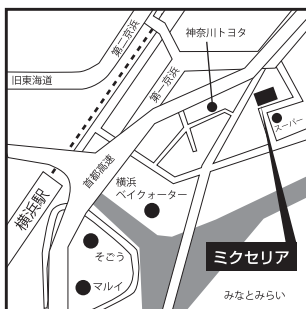 神奈川トヨタ
第二京浜
旧東海道
第一京浜
スーパー
首都高速
横浜
ベイクォーター
横浜駅
そごう
マルイ
ミクセリア
みなとみらい